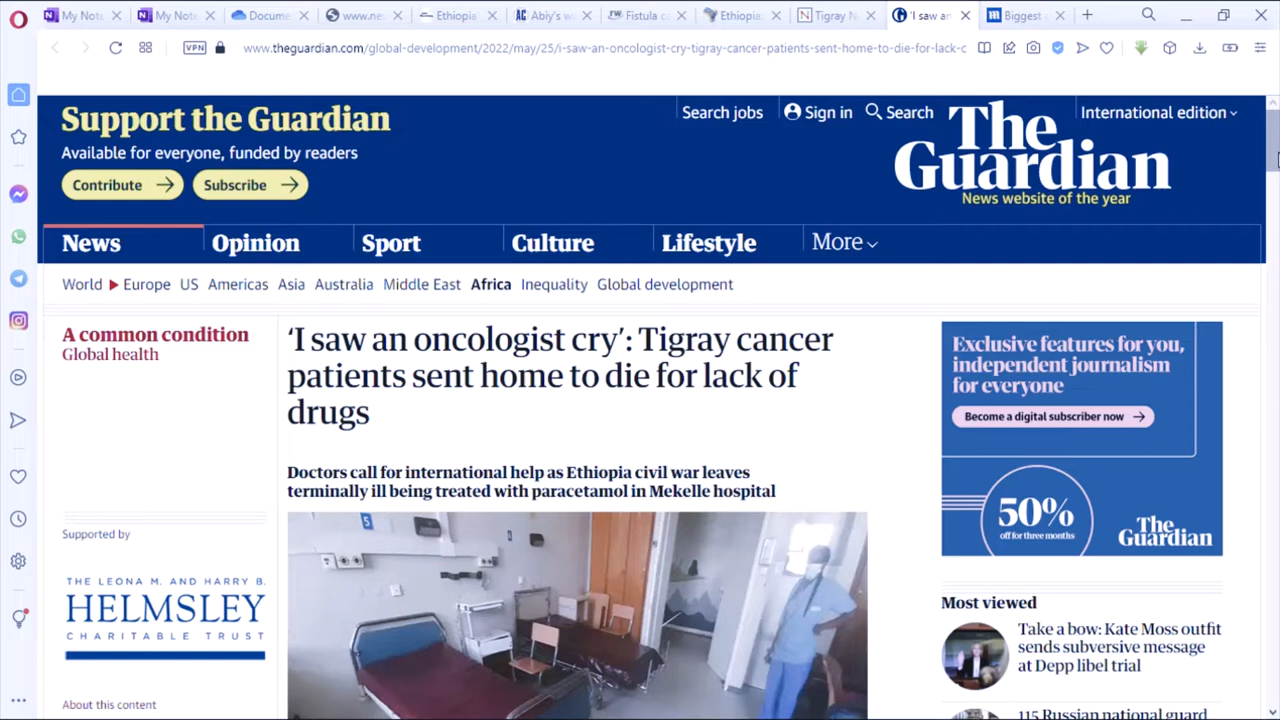 My Note
My Note
Docume
www.ne
Ethiopia
Abiy's w
Fistula c
Ethiopia
Tigray N
'I saw an
Biggest a
VPN
www.theguardian.com/global-development/2022/may/25/i-saw-an-oncologist-cry-tigray-cancer-patients-sent-home-to-die-for-lack-c
Support the Guardian
Available for everyone, funded by readers
Contribute
Subscribe
Search jobs
Sign in
Search
International edition
The
Guardian
News website of the year
News
Opinion
Sport
Culture
Lifestyle
More
World Europe US Americas Asia Australia Middle East Africa Inequality Global development
A common condition
Global health
'I saw an oncologist cry': Tigray cancer
patients sent home to die for lack of
drugs
Doctors call for international help as Ethiopia civil war leaves
terminally ill being treated with paracetamol in Mekelle hospital
5
Supported by
THE LEONA M. AND HARRY B.
HELMSLEY
CHARITABLE TRUST
About this content
Exclusive features for you,
independent journalism
for everyone
Become a digital subscriber now
50%
off for three months
The
Guardian
Most viewed
Take a bow: Kate Moss outfit
sends subversive message
at Depp libel trial
115 Russian national guard